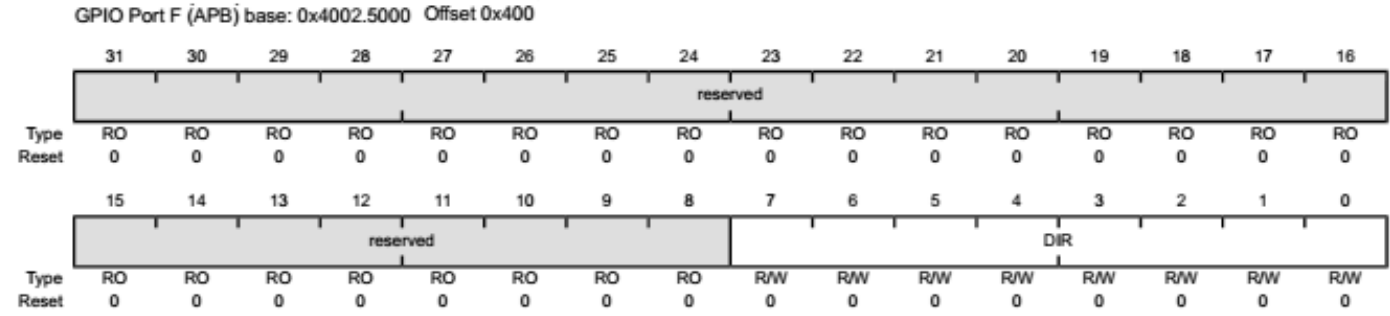 GPIO Port F (APB) base: 0x4002.5000 Offset 0x400
31 30 29 28 27 26 25 24 23 22 21 20 19 18 17 16
reserved
Type RO RO RO RO RO RO RO RO RO RO RO RO RO RO RO RO
Reset 0 0 0 0 0 0 0 0 0 0 0 0 0 0 0 0
15 14 13 12 11 10 9 8 7 6 5 4 3 2 1 0
reserved DIR
Type RO RO RO RO RO RO RO RO R/W R/W R/W R/W R/W R/W R/W R/W
Reset 0 0 0 0 0 0 0 0 0 0 0 0 0 0 0 0